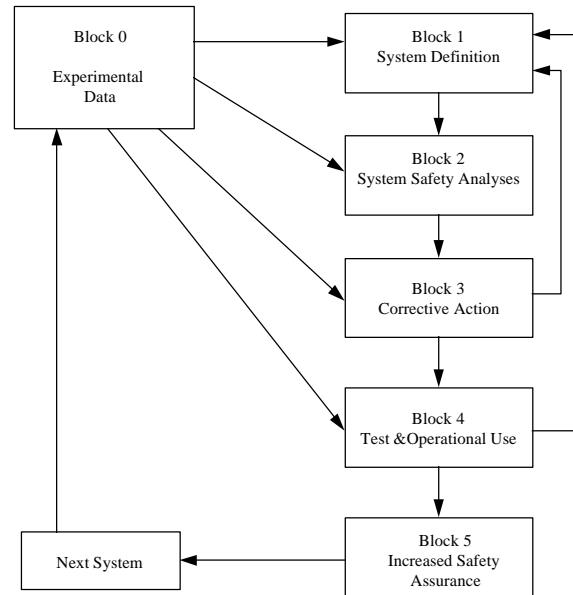 Block 0
Experimental
Data
Block 1
System Definition
Block 2
System Safety Analyses
Block 3
Corrective Action
Block 4
Test &Operational Use
Block 5
Increased Safety
Assurance
Next System